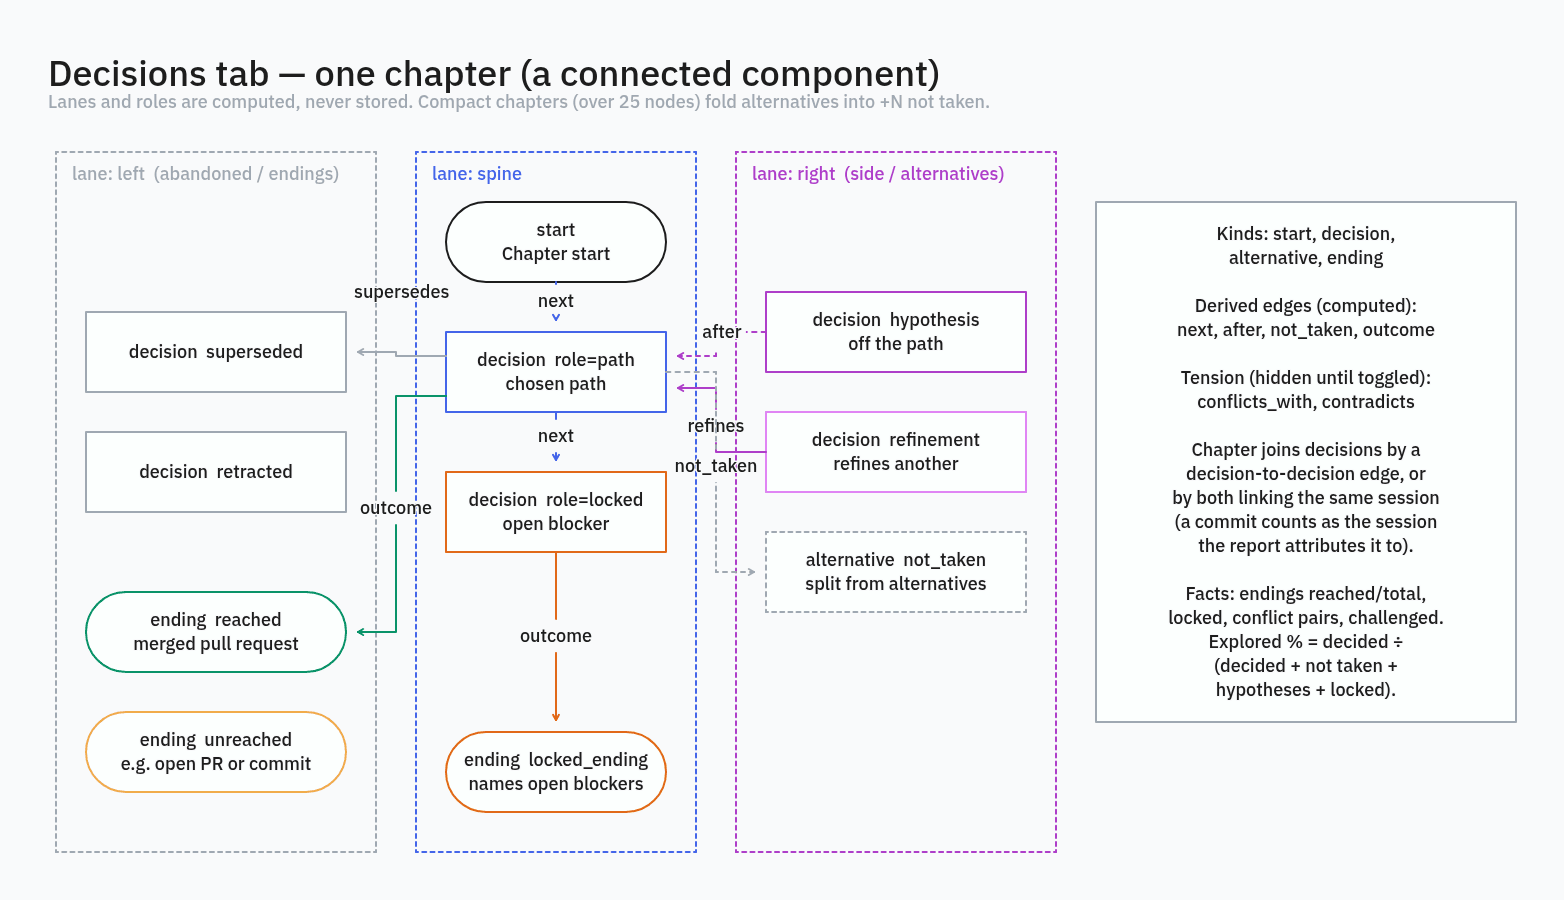 Decisions tab — one chapter (a connected component)
Lanes and roles are computed, never stored. Compact chapters (over 25 nodes) fold alternatives into +N not taken.
lane: left (abandoned / endings)
supersedes
decision superseded
decision retracted
outcome
ending reached
merged pull request
ending unreached
e.g. open PR or commit
lane: spine
start
Chapter start
next
decision role=path
chosen path
next
decision role=locked
open blocker
outcome
ending locked_ending
names open blockers
lane: right (side / alternatives)
after
decision hypothesis
off the path
refines
decision refinement
refines another
not_taken
alternative not_taken
split from alternatives
Kinds: start, decision,
alternative, ending
Derived edges (computed):
next, after, not_taken, outcome
Tension (hidden until toggled):
conflicts_with, contradicts
Chapter joins decisions by a
decision-to-decision edge, or
by both linking the same session
(a commit counts as the session
the report attributes it to).
Facts: endings reached/total,
locked, conflict pairs, challenged.
Explored % = decided ÷
(decided + not taken +
hypotheses + locked).